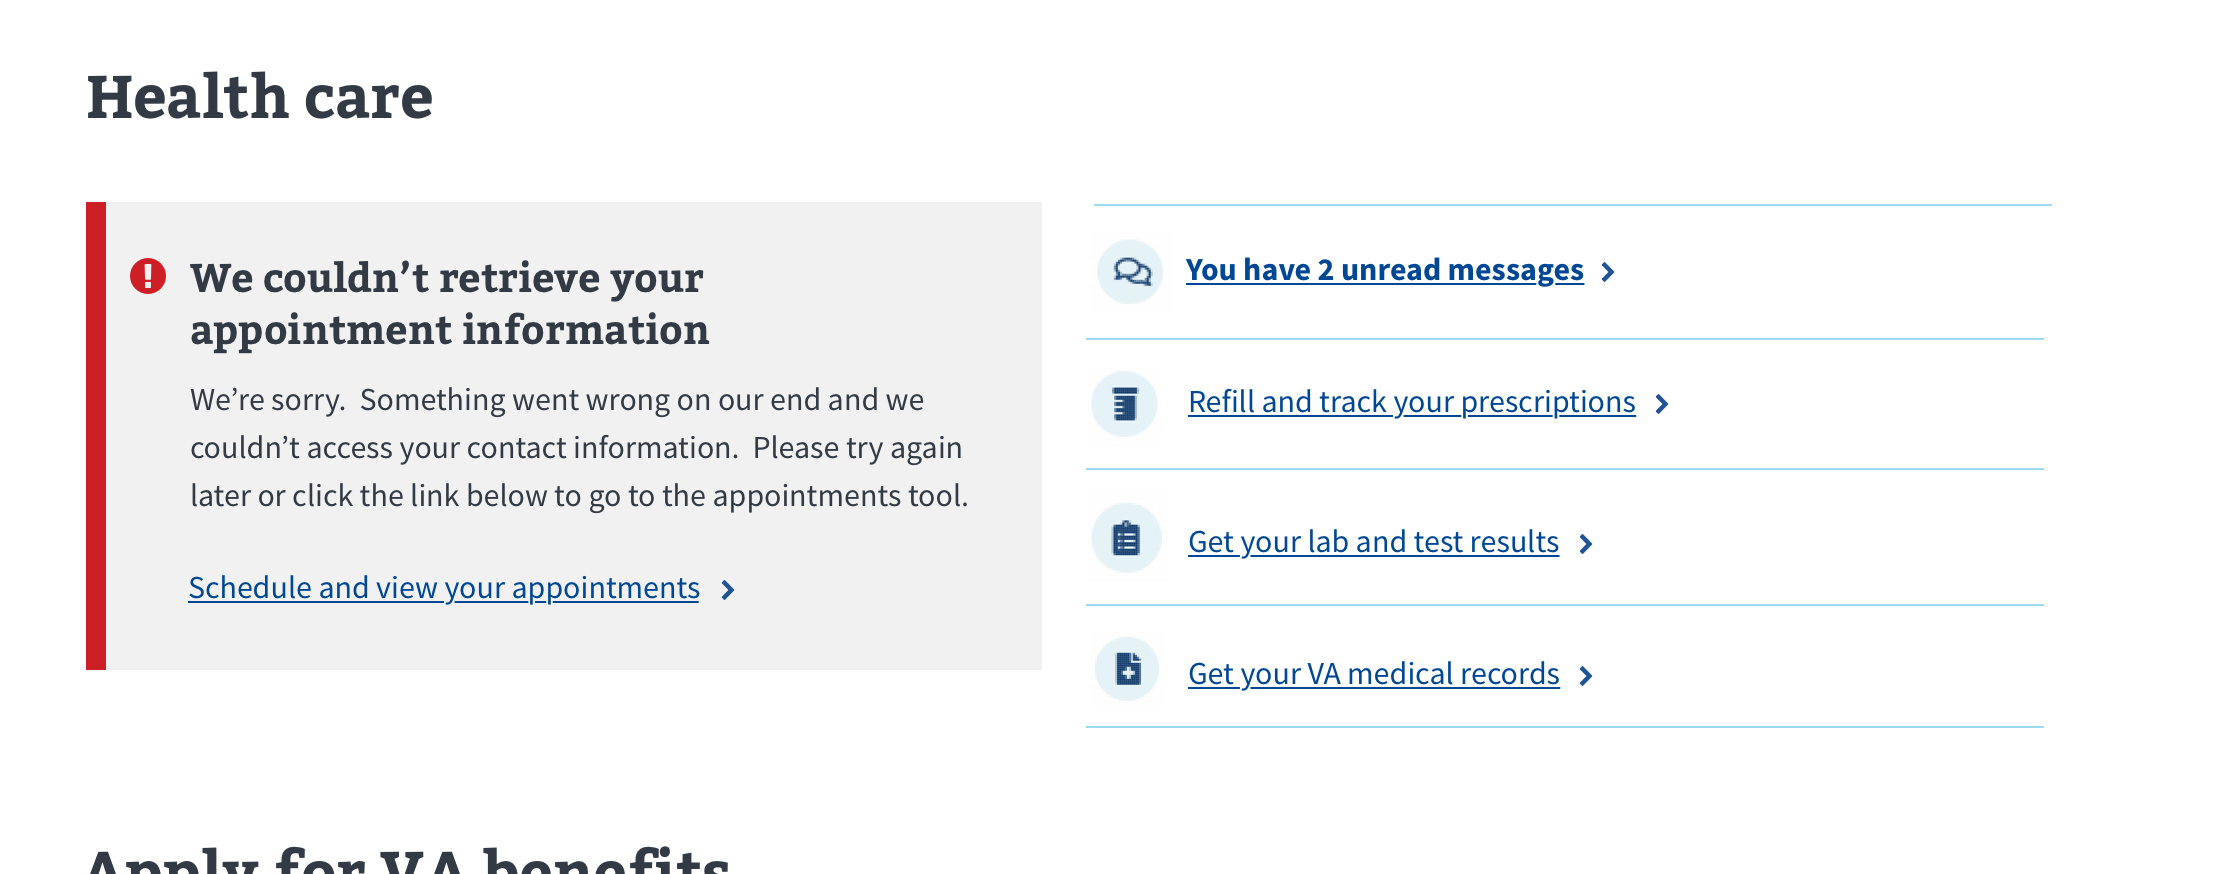 Health care
We couldn’t retrieve your
appointment information
We’re sorry.  Something went wrong on our end and we
couldn’t access your contact information.  Please try again
later or click the link below to go to the appointments tool.
Schedule and view your appointments
You have 2 unread messages
Refill and track your prescriptions
Get your lab and test results
Get your VA medical records
Apply for VA benefits